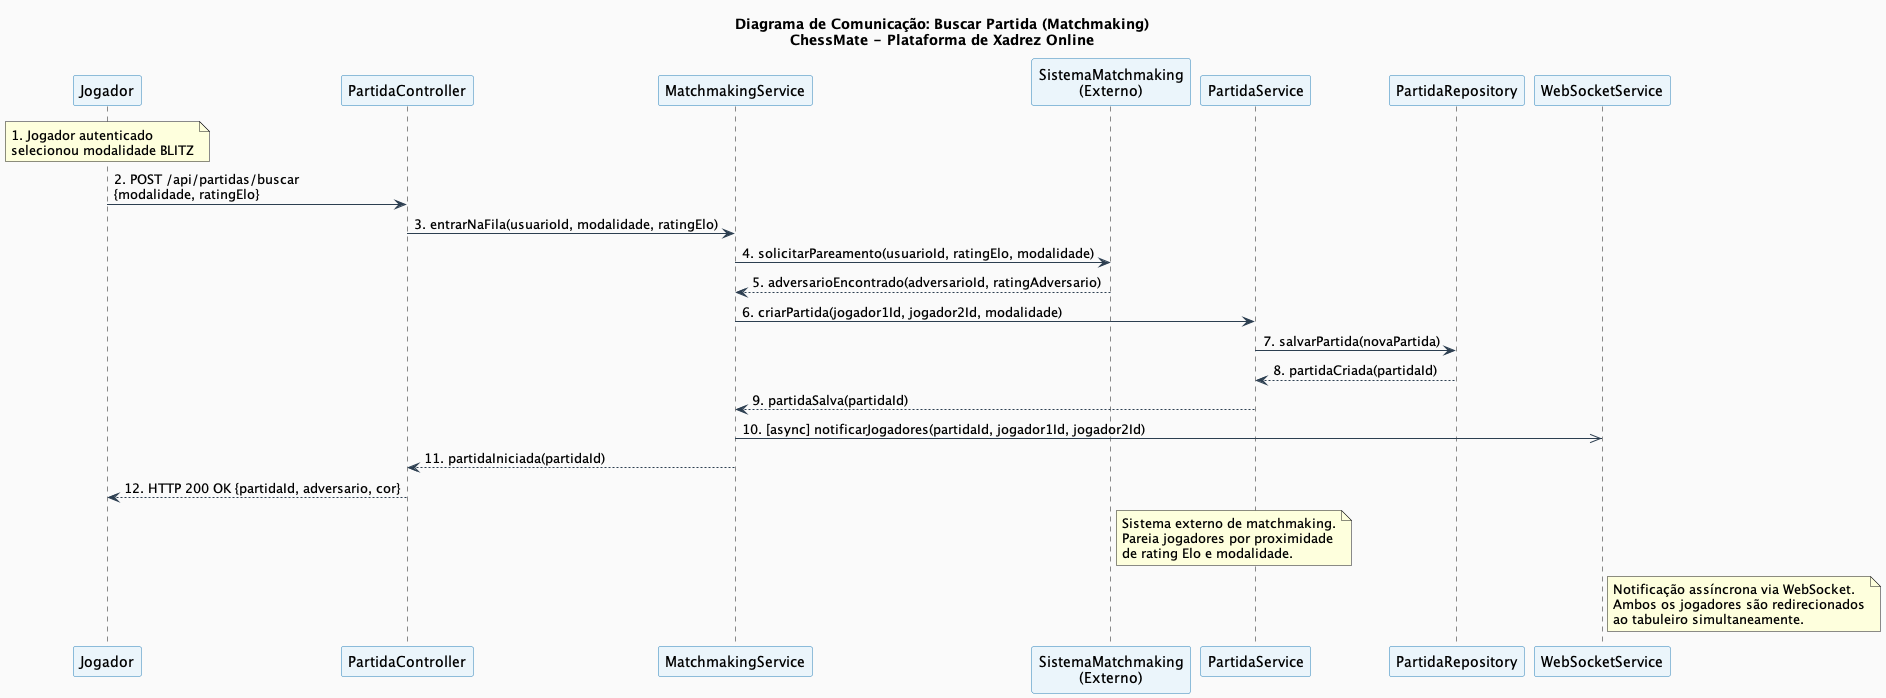 Diagrama de Comunicação: Buscar Partida (Matchmaking)
ChessMate - Plataforma de Xadrez Online
Jogador
PartidaController
MatchmakingService
SistemaMatchmaking
(Externo)
PartidaService
PartidaRepository
WebSocketService
1. Jogador autenticado
selecionou modalidade BLITZ
2. POST /api/partidas/buscar
{modalidade, ratingElo}
3. entrarNaFila(usuarioId, modalidade, ratingElo)
4. solicitarPareamento(usuarioId, ratingElo, modalidade)
5. adversarioEncontrado(adversarioId, ratingAdversario)
6. criarPartida(jogador1Id, jogador2Id, modalidade)
7. salvarPartida(novaPartida)
8. partidaCriada(partidaId)
9. partidaSalva(partidaId)
10. [async] notificarJogadores(partidaId, jogador1Id, jogador2Id)
11. partidaIniciada(partidaId)
12. HTTP 200 OK {partidaId, adversario, cor}
Sistema externo de matchmaking.
Pareia jogadores por proximidade
de rating Elo e modalidade.
Notificação assíncrona via WebSocket.
Ambos os jogadores são redirecionados
ao tabuleiro simultaneamente.
Jogador
PartidaController
MatchmakingService
SistemaMatchmaking
(Externo)
PartidaService
PartidaRepository
WebSocketService